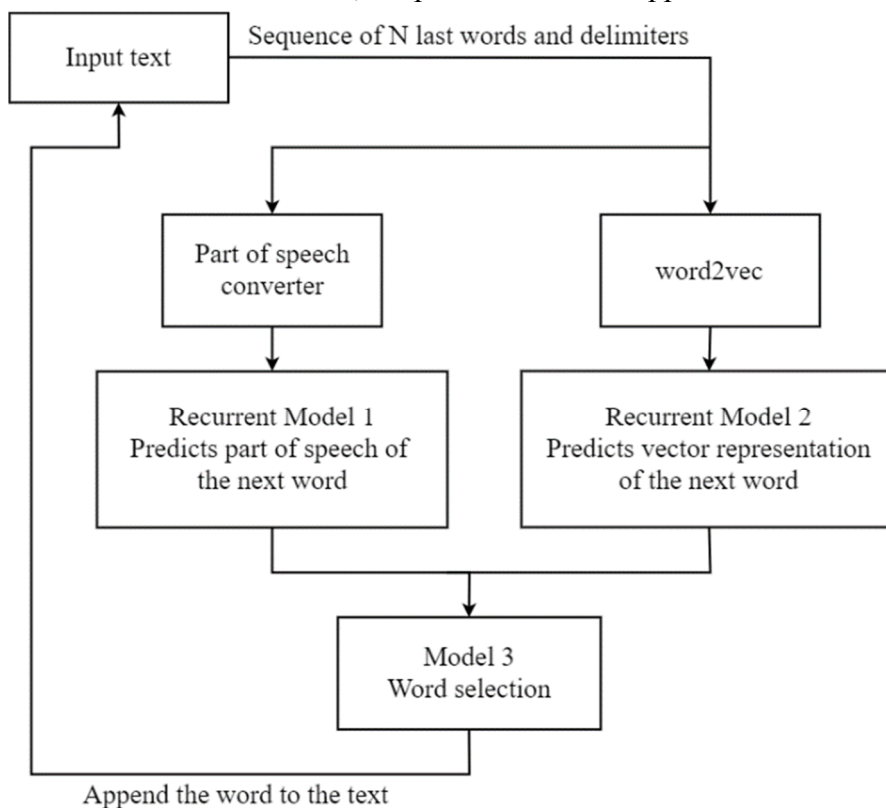 Sequence of N last words and delimiters
Input text
Part of speech
converter
word2vec
Recurrent Model 1
Predicts part of speech of
the next word
Recurrent Model 2
Predicts vector representation
of the next word
Model 3
Word selection
Append the word to the text